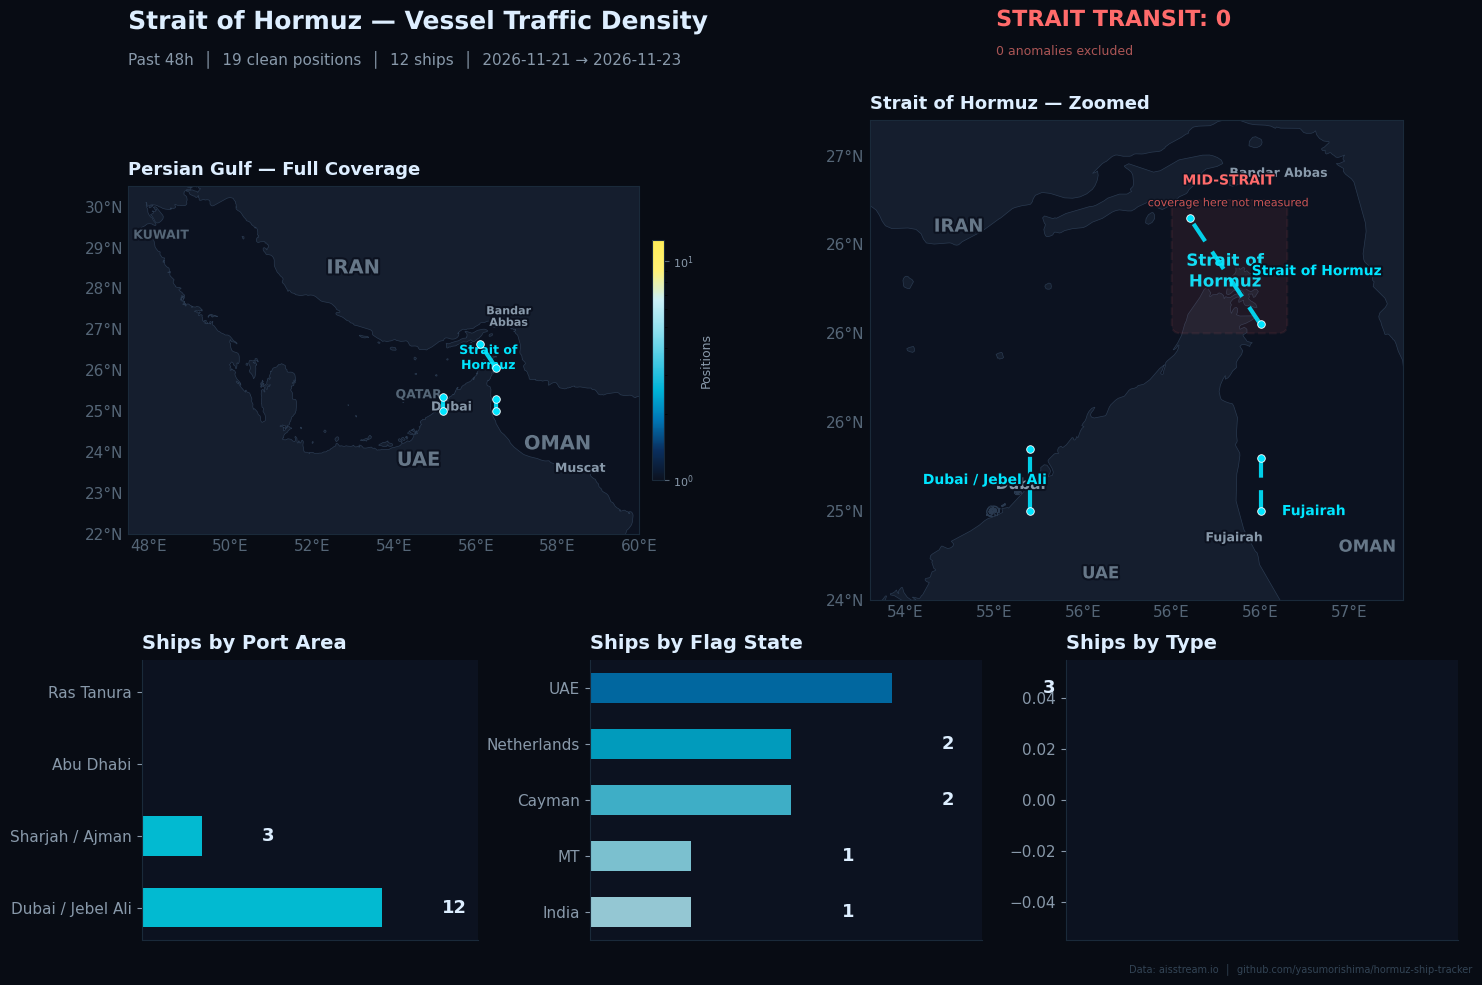 Strait of Hormuz — Vessel Traffic Density
Past 48h │ 19 clean positions │ 12 ships │ 2026-11-21 → 2026-11-23
STRAIT TRANSIT: 0
0 anomalies excluded
Persian Gulf — Full Coverage
30°N
29°N
28°N
27°N
26°N
25°N
24°N
23°N
22°N
48°E
50°E
52°E
54°E
56°E
58°E
60°E
KUWAIT
IRAN
Bandar
Abbas
Strait of
Hormuz
QATAR
Dubai
OMAN
UAE
Muscat
10¹
10⁰
Positions
Strait of Hormuz — Zoomed
27°N
26°N
26°N
26°N
25°N
24°N
54°E
55°E
56°E
56°E
56°E
57°E
Bandar Abbas
MID-STRAIT
coverage here not measured
IRAN
Strait of
Hormuz
Strait of Hormuz
Dubai / Jebel Ali
Dubai
Fujairah
Fujairah
OMAN
UAE
Ships by Port Area
Ras Tanura
Abu Dhabi
Sharjah / Ajman
3
Dubai / Jebel Ali
12
Ships by Flag State
UAE
3
Netherlands
2
Cayman
2
MT
1
India
1
Ships by Type
0.04
0.02
0.00
−0.02
−0.04
Data: aisstream.io │ github.com/yasumorishima/hormuz-ship-tracker